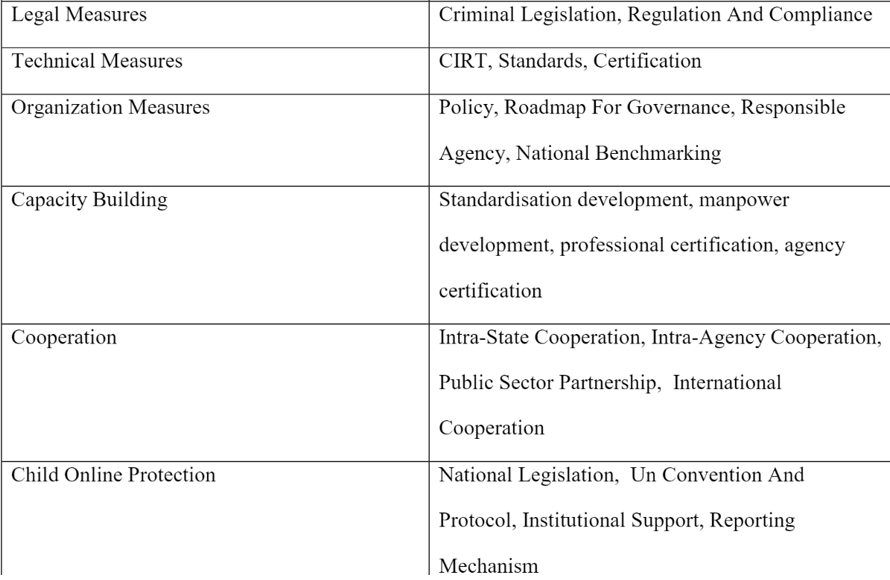 Legal Measures
Criminal Legislation, Regulation And Compliance
Technical Measures
CIRT, Standards, Certification
Organization Measures
Policy, Roadmap For Governance, Responsible
Agency, National Benchmarking
Capacity Building
Standardisation development, manpower
development, professional certification, agency
certification
Cooperation
Intra-State Cooperation, Intra-Agency Cooperation,
Public Sector Partnership,  International
Cooperation
Child Online Protection
National Legislation,  Un Convention And
Protocol, Institutional Support, Reporting
Mechanism